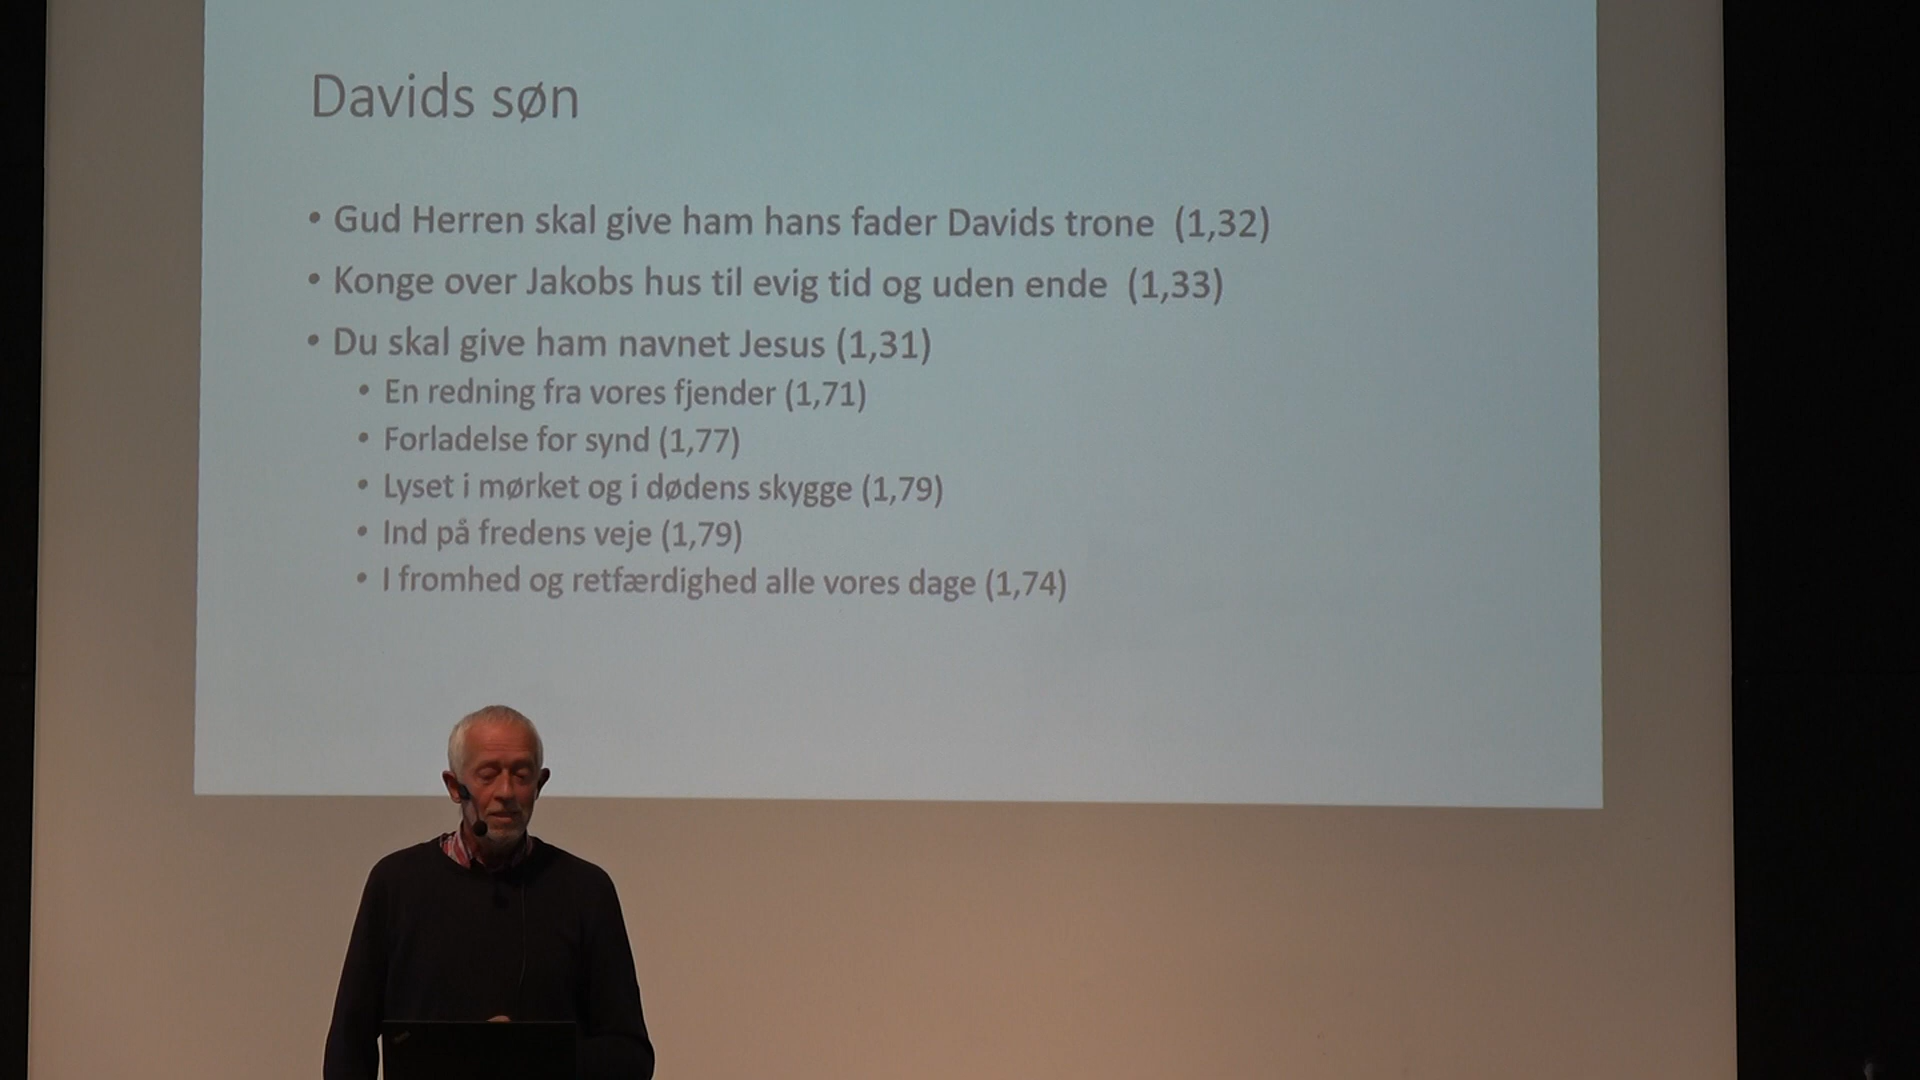 Davids søn
• Gud Herren skal give ham hans fader Davids trone (1,32)
• Konge over Jakobs hus til evig tid og uden ende (1,33)
• Du skal give ham navnet Jesus (1,31)
• En redning fra vores fjender (1,71)
• Forladelse for synd (1,77)
• Lyset i mørket og i dødens skygge (1,79)
• Ind på fredens veje (1,79)
• I fromhed og retfærdighed alle vores dage (1,74)